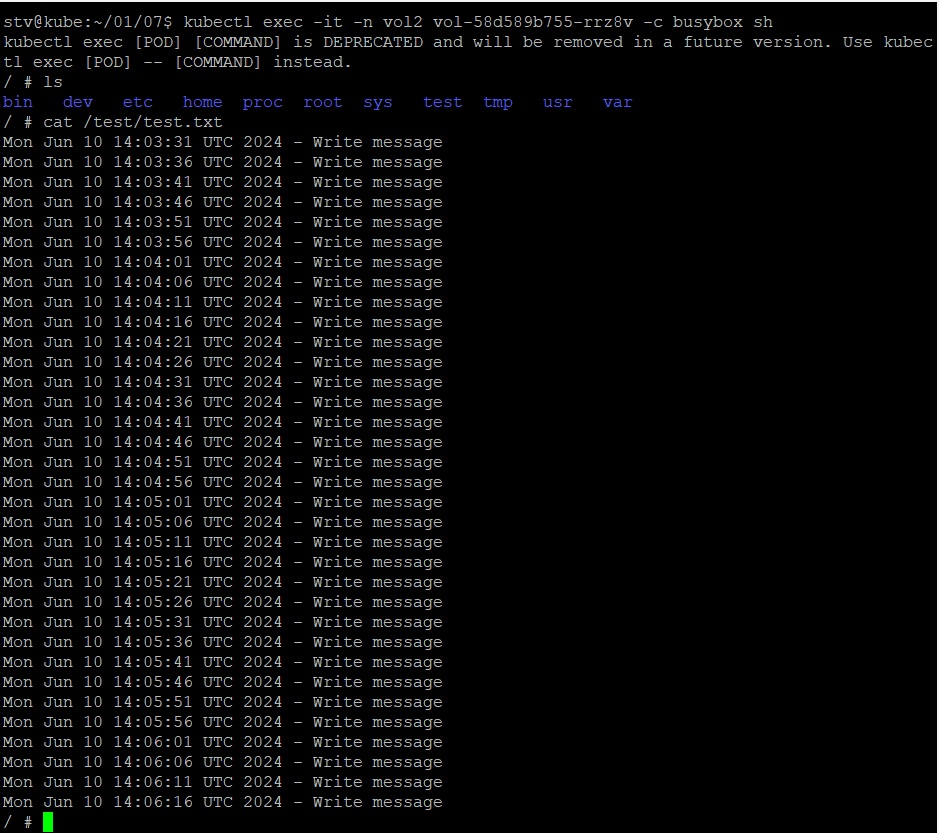 stv@kube:~/01/07$ kubectl exec -it -n vol2 vol-58d589b755-rrz8v -c busybox sh
kubectl exec [POD] [COMMAND] is DEPRECATED and will be removed in a future version. Use kubec
tl exec [POD] -- [COMMAND] instead.
/ # ls
bin   dev   etc   home  proc  root  sys   test  tmp   usr   var
/ # cat /test/test.txt
Mon Jun 10 14:03:31 UTC 2024 - Write message
Mon Jun 10 14:03:36 UTC 2024 - Write message
Mon Jun 10 14:03:41 UTC 2024 - Write message
Mon Jun 10 14:03:46 UTC 2024 - Write message
Mon Jun 10 14:03:51 UTC 2024 - Write message
Mon Jun 10 14:03:56 UTC 2024 - Write message
Mon Jun 10 14:04:01 UTC 2024 - Write message
Mon Jun 10 14:04:06 UTC 2024 - Write message
Mon Jun 10 14:04:11 UTC 2024 - Write message
Mon Jun 10 14:04:16 UTC 2024 - Write message
Mon Jun 10 14:04:21 UTC 2024 - Write message
Mon Jun 10 14:04:26 UTC 2024 - Write message
Mon Jun 10 14:04:31 UTC 2024 - Write message
Mon Jun 10 14:04:36 UTC 2024 - Write message
Mon Jun 10 14:04:41 UTC 2024 - Write message
Mon Jun 10 14:04:46 UTC 2024 - Write message
Mon Jun 10 14:04:51 UTC 2024 - Write message
Mon Jun 10 14:04:56 UTC 2024 - Write message
Mon Jun 10 14:05:01 UTC 2024 - Write message
Mon Jun 10 14:05:06 UTC 2024 - Write message
Mon Jun 10 14:05:11 UTC 2024 - Write message
Mon Jun 10 14:05:16 UTC 2024 - Write message
Mon Jun 10 14:05:21 UTC 2024 - Write message
Mon Jun 10 14:05:26 UTC 2024 - Write message
Mon Jun 10 14:05:31 UTC 2024 - Write message
Mon Jun 10 14:05:36 UTC 2024 - Write message
Mon Jun 10 14:05:41 UTC 2024 - Write message
Mon Jun 10 14:05:46 UTC 2024 - Write message
Mon Jun 10 14:05:51 UTC 2024 - Write message
Mon Jun 10 14:05:56 UTC 2024 - Write message
Mon Jun 10 14:06:01 UTC 2024 - Write message
Mon Jun 10 14:06:06 UTC 2024 - Write message
Mon Jun 10 14:06:11 UTC 2024 - Write message
Mon Jun 10 14:06:16 UTC 2024 - Write message
/ #